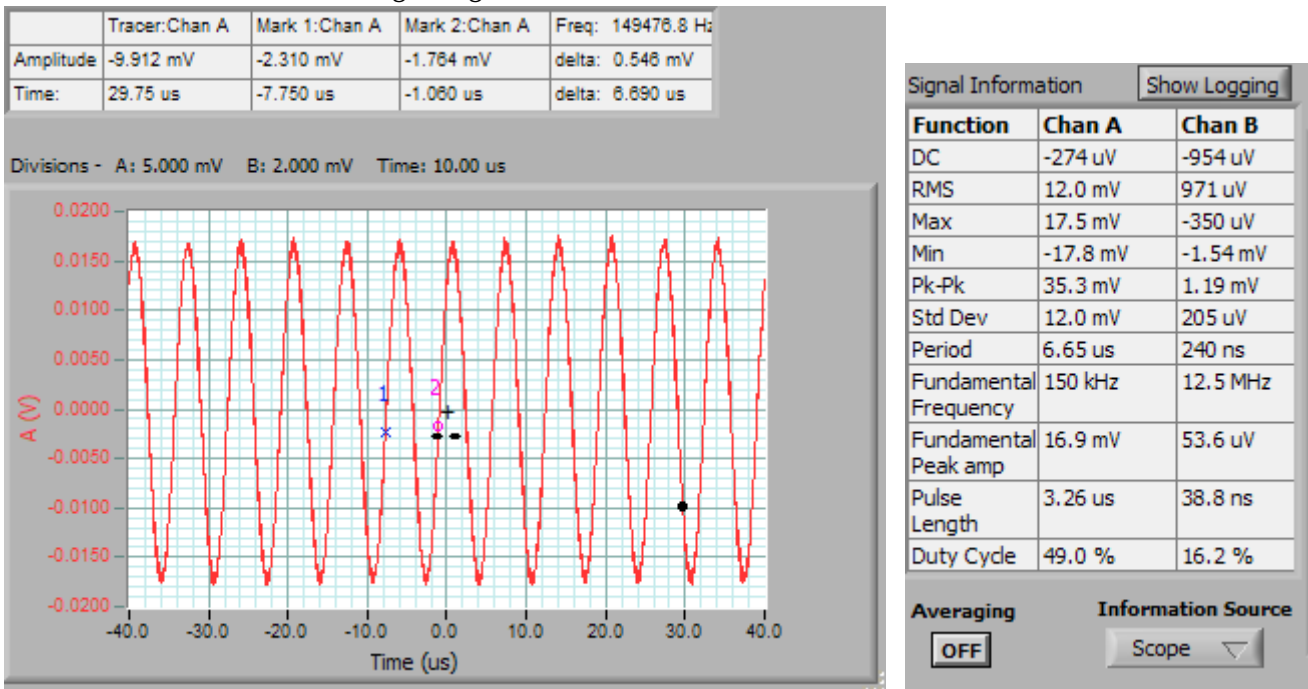 Tracer:Chan A Mark 1:Chan A Mark 2:Chan A Freq: 149476.8 Hz
Amplitude -9.912 mV -2.310 mV -1.764 mV delta: 0.546 mV
Time: 29.75 us -7.750 us -1.060 us delta: 6.690 us
Divisions - A: 5.000 mV B: 2.000 mV Time: 10.00 us
0.0200
0.0150
0.0100
0.0050
0.0000
-0.0050
-0.0100
-0.0150
-0.0200
A (V)
1
2
-40.0 -30.0 -20.0 -10.0 0.0 10.0 20.0 30.0 40.0
Time (us)
Signal Information Show Logging
Function Chan A Chan B
DC -274 uV -954 uV
RMS 12.0 mV 971 uV
Max 17.5 mV -350 uV
Min -17.8 mV -1.54 mV
Pk-Pk 35.3 mV 1.19 mV
Std Dev 12.0 mV 205 uV
Period 6.65 us 240 ns
Fundamental 150 kHz 12.5 MHz
Frequency
Fundamental 16.9 mV 53.6 uV
Peak amp
Pulse 3.26 us 38.8 ns
Length
Duty Cycle 49.0 % 16.2 %
Averaging Information Source
OFF Scope